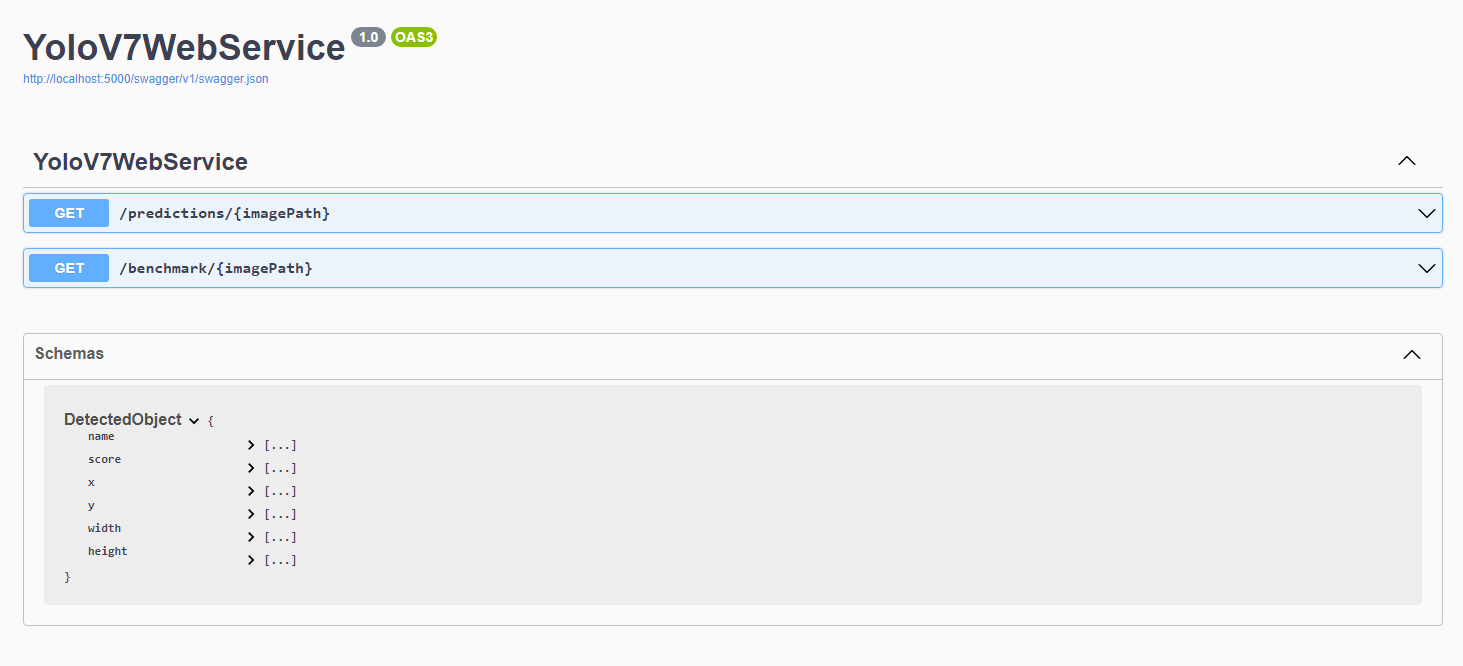 YoloV7WebService 1.0 OAS3
http://localhost:5000/swagger/v1/swagger.json
YoloV7WebService
GET /predictions/{imagePath}
GET /benchmark/{imagePath}
Schemas
DetectedObject {
name [...]
score [...]
x [...]
y [...]
width [...]
height [...]
}